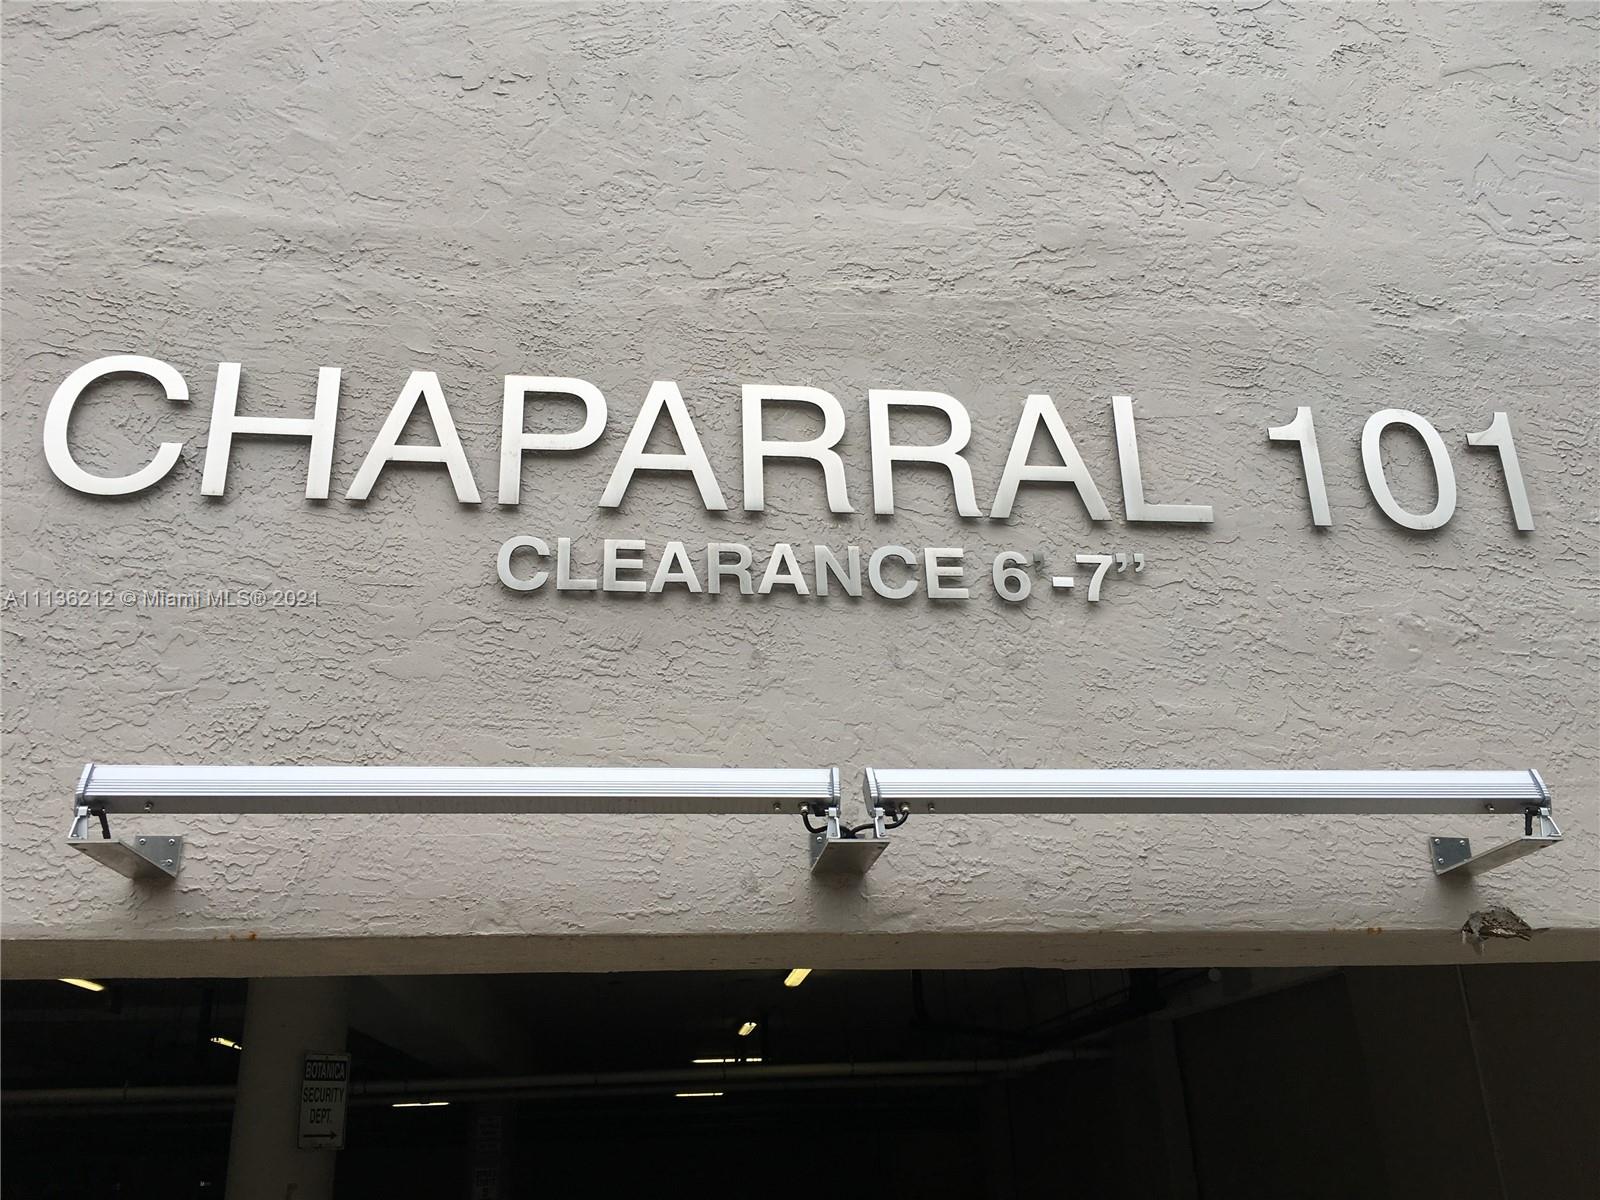 CHAPARRAL 101
CLEARANCE 6'-7"
A11136212 © Miami MLS® 2021
BOTANICA
SECURITY
DEPT.